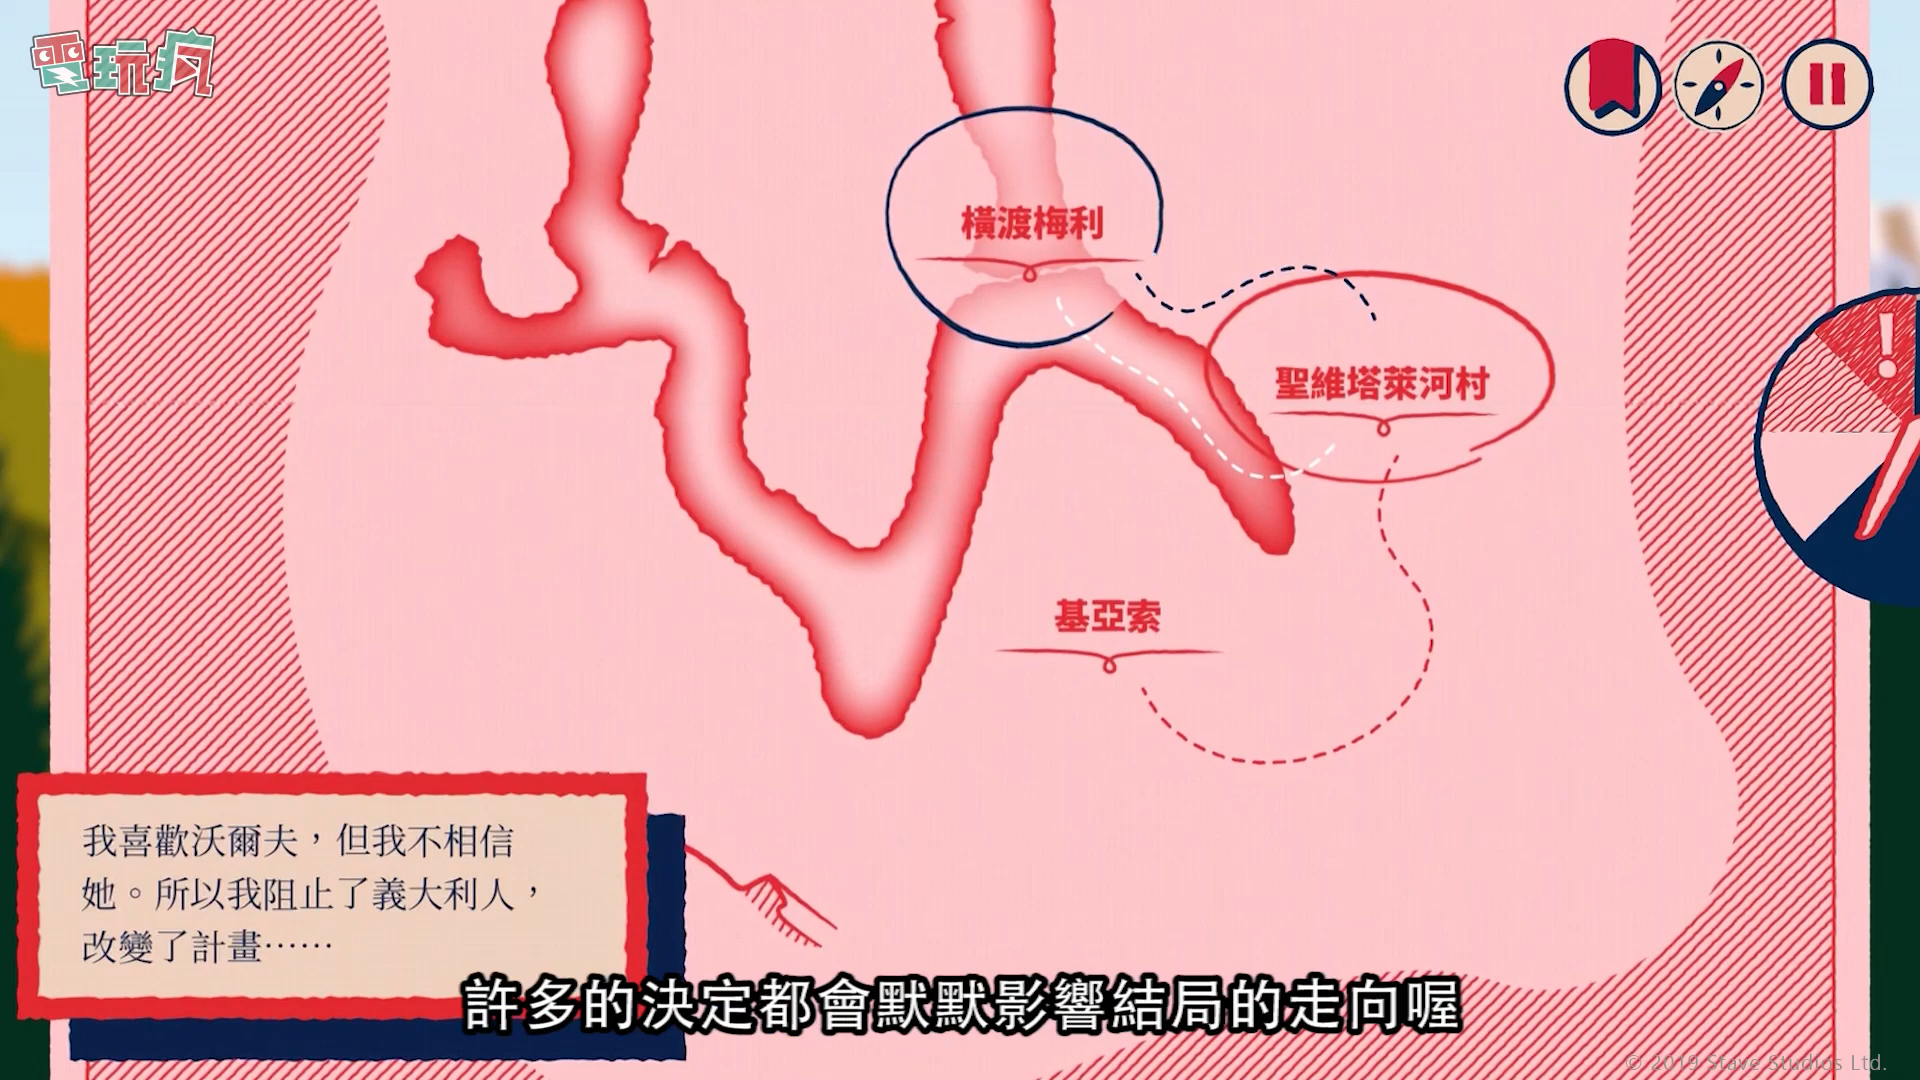 電玩瘋
橫渡梅利
聖維塔萊河村
基亞索
我喜歡沃爾夫，但我不相信
她。所以我阻止了義大利人，
改變了計畫……
許多的決定都會默默影響結局的走向喔
© 2019 Stave Studios Ltd.